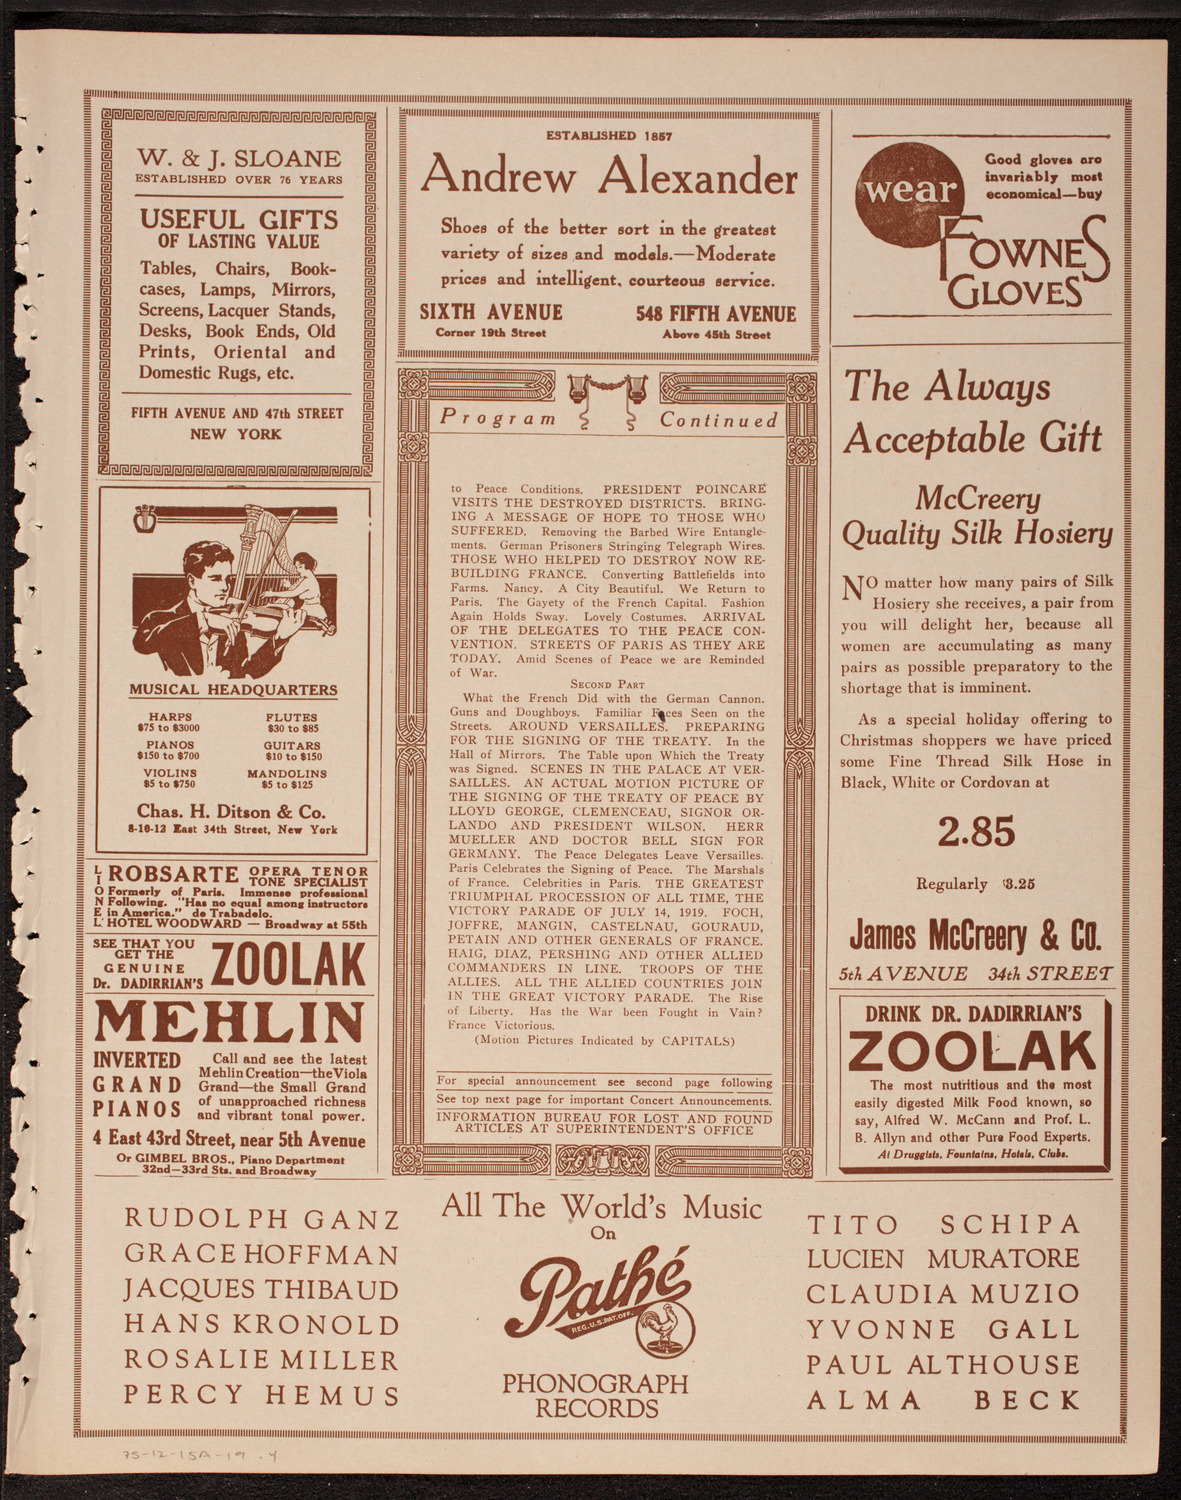 W. & J. SLOANE
ESTABLISHED OVER 76 YEARS
USEFUL GIFTS
OF LASTING VALUE
Tables, Chairs, Book-
cases, Lamps, Mirrors,
Screens, Lacquer Stands,
Desks, Book Ends, Old
Prints, Oriental and
Domestic Rugs, etc.
FIFTH AVENUE AND 47th STREET
NEW YORK
MUSICAL HEADQUARTERS
HARPS
$75 to $3000
FLUTES
$30 to $85
PIANOS
$150 to $700
GUITARS
$10 to $150
VIOLINS
$5 to $750
MANDOLINS
$5 to $125
Chas. H. Ditson & Co.
8-10-12 East 34th Street, New York
LIONEL ROBSARTE OPERA TENOR
TONE SPECIALIST
Formerly of Paris. Immense professional
Following. "Has no equal among instructors
in America." de Trabadelo.
HOTEL WOODWARD — Broadway at 55th
SEE THAT YOU
GET THE
GENUINE
Dr. DADIRRIAN'S
ZOOLAK
MEHLIN
INVERTED
GRAND
PIANOS
Call and see the latest
Mehlin Creation—the Viola
Grand—the Small Grand
of unapproached richness
and vibrant tonal power.
4 East 43rd Street, near 5th Avenue
Or GIMBEL BROS., Piano Department
32nd—33rd Sts. and Broadway
ESTABLISHED 1857
Andrew Alexander
Shoes of the better sort in the greatest
variety of sizes and models.—Moderate
prices and intelligent, courteous service.
SIXTH AVENUE
Corner 19th Street
548 FIFTH AVENUE
Above 45th Street
Program Continued
to Peace Conditions. PRESIDENT POINCARÉ
VISITS THE DESTROYED DISTRICTS. BRING-
ING A MESSAGE OF HOPE TO THOSE WHO
SUFFERED. Removing the Barbed Wire Entangle-
ments. German Prisoners Stringing Telegraph Wires.
THOSE WHO HELPED TO DESTROY NOW RE-
BUILDING FRANCE. Converting Battlefields into
Farms. Nancy. A City Beautiful. We Return to
Paris. The Gayety of the French Capital. Fashion
Again Holds Sway. Lovely Costumes. ARRIVAL
OF THE DELEGATES TO THE PEACE CON-
VENTION. STREETS OF PARIS AS THEY ARE
TODAY. Amid Scenes of Peace we are Reminded
of War.
SECOND PART
What the French Did with the German Cannon.
Guns and Doughboys. Familiar Faces Seen on the
Streets. AROUND VERSAILLES. PREPARING
FOR THE SIGNING OF THE TREATY. In the
Hall of Mirrors. The Table upon Which the Treaty
was Signed. SCENES IN THE PALACE AT VER-
SAILLES. AN ACTUAL MOTION PICTURE OF
THE SIGNING OF THE TREATY OF PEACE BY
LLOYD GEORGE, CLEMENCEAU, SIGNOR OR-
LANDO AND PRESIDENT WILSON. HERR
MUELLER AND DOCTOR BELL SIGN FOR
GERMANY. The Peace Delegates Leave Versailles.
Paris Celebrates the Signing of Peace. The Marshals
of France. Celebrities in Paris. THE GREATEST
TRIUMPHAL PROCESSION OF ALL TIME, THE
VICTORY PARADE OF JULY 14, 1919. FOCH,
JOFFRE, MANGIN, CASTELNAU, GOURAUD,
PETAIN AND OTHER GENERALS OF FRANCE.
HAIG, DIAZ, PERSHING AND OTHER ALLIED
COMMANDERS IN LINE. TROOPS OF THE
ALLIES. ALL THE ALLIED COUNTRIES JOIN
IN THE GREAT VICTORY PARADE. The Rise
of Liberty. Has the War been Fought in Vain?
France Victorious.
(Motion Pictures Indicated by CAPITALS)
For special announcement see second page following
See top next page for important Concert Announcements.
INFORMATION BUREAU FOR LOST AND FOUND
ARTICLES AT SUPERINTENDENT'S OFFICE
wear
Good gloves are
invariably most
economical—buy
FOWNES
GLOVES
The Always
Acceptable Gift
McCreery
Quality Silk Hosiery
NO matter how many pairs of Silk
Hosiery she receives, a pair from
you will delight her, because all
women are accumulating as many
pairs as possible preparatory to the
shortage that is imminent.
As a special holiday offering to
Christmas shoppers we have priced
some Fine Thread Silk Hose in
Black, White or Cordovan at
2.85
Regularly 3.25
James McCreery & Co.
5th AVENUE 34th STREET
DRINK DR. DADIRRIAN'S
ZOOLAK
The most nutritious and the most
easily digested Milk Food known, so
say, Alfred W. McCann and Prof. L.
B. Allyn and other Pure Food Experts.
At Druggists, Fountains, Hotels, Clubs.
RUDOLPH GANZ
GRACE HOFFMAN
JACQUES THIBAUD
HANS KRONOLD
ROSALIE MILLER
PERCY HEMUS
All The World's Music
On
Pathé
REG. U.S. PAT. OFF.
PHONOGRAPH
RECORDS
TITO SCHIPA
LUCIEN MURATORE
CLAUDIA MUZIO
YVONNE GALL
PAUL ALTHOUSE
ALMA BECK
75-12-15A-19 .4